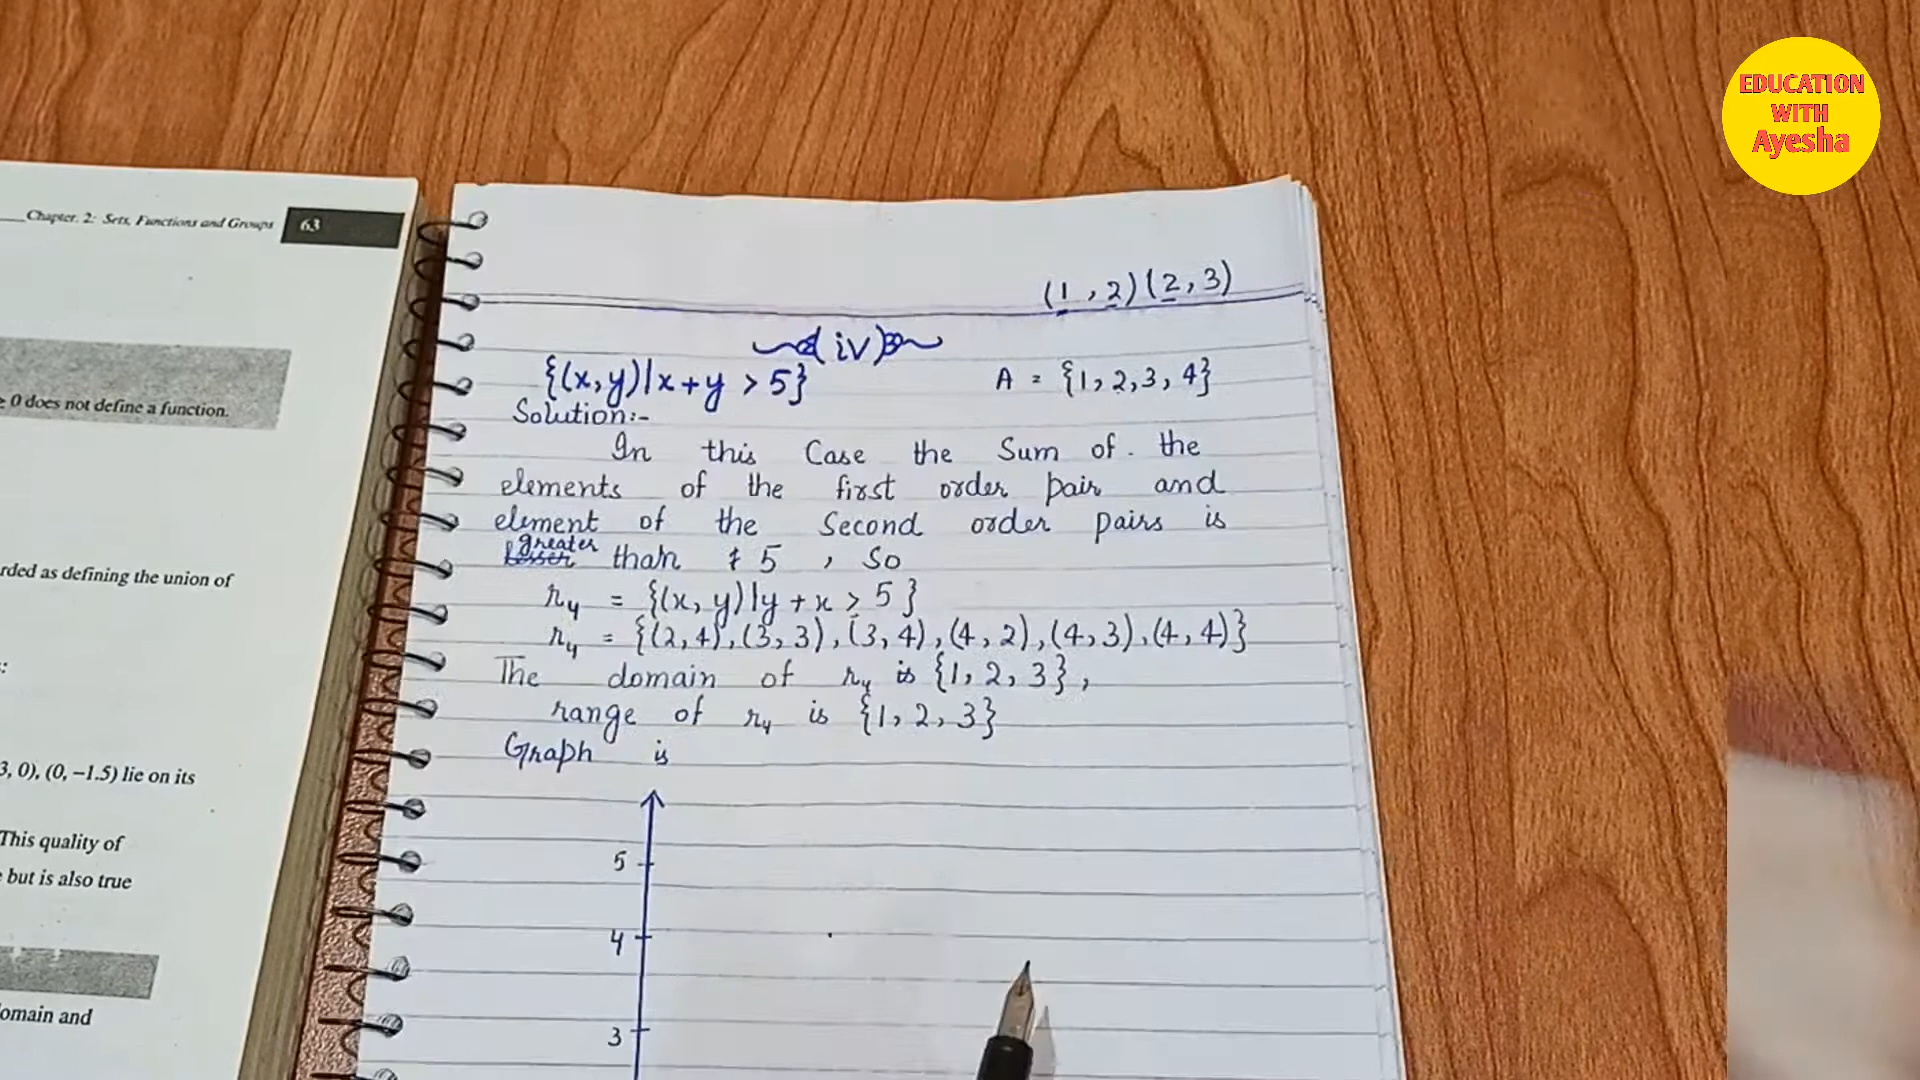 EDUCATION
WITH
Ayesha
Chapter. 2: Sets, Functions and Groups 63
≥ 0 does not define a function.
rded as defining the union of
3, 0), (0, –1.5) lie on its
This quality of
but is also true
omain and
(1, 2) (2, 3)
(iv)
{(x, y) | x + y > 5} A = {1, 2, 3, 4}
Solution:-
In this Case the Sum of the
elements of the first order pair and
element of the Second order pairs is
greater
than 5 , So
r₄ = {(x, y) | y + x > 5}
r₄ = {(2, 4), (3, 3), (3, 4), (4, 2), (4, 3), (4, 4)}
The domain of r₄ is {1, 2, 3},
range of r₄ is {1, 2, 3}
Graph is
5
4
3